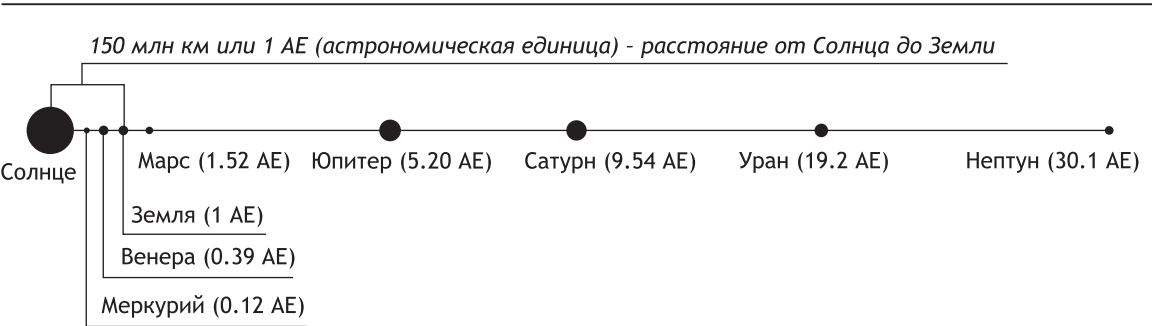 150 млн км или 1 АЕ (астрономическая единица) – расстояние от Солнца до Земли
Солнце
Марс (1.52 АЕ)
Юпитер (5.20 АЕ)
Сатурн (9.54 АЕ)
Уран (19.2 АЕ)
Нептун (30.1 АЕ)
Земля (1 АЕ)
Венера (0.39 АЕ)
Меркурий (0.12 АЕ)